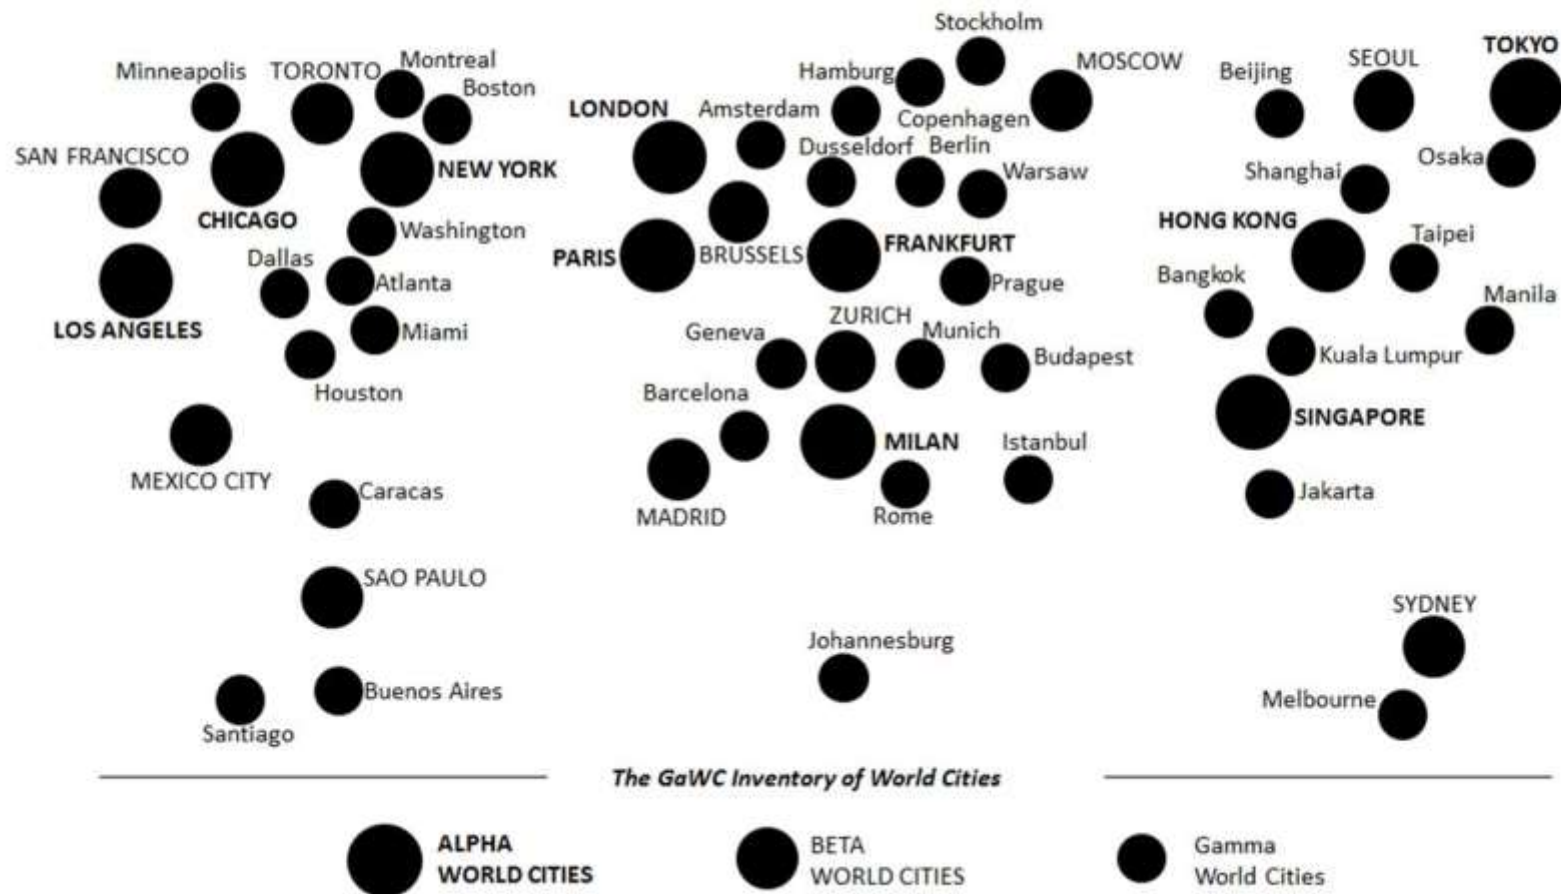 Stockholm
Minneapolis
TORONTO
Montreal
Boston
Hamburg
MOSCOW
Beijing
SEOUL
TOKYO
LONDON
Amsterdam
Copenhagen
SAN FRANCISCO
NEW YORK
Dusseldorf
Berlin
Warsaw
Shanghai
Osaka
CHICAGO
Washington
HONG KONG
Taipei
Dallas
Atlanta
PARIS
BRUSSELS
FRANKFURT
Prague
Bangkok
Manila
LOS ANGELES
Miami
Geneva
ZURICH
Munich
Budapest
Kuala Lumpur
Houston
Barcelona
SINGAPORE
MEXICO CITY
MILAN
Istanbul
Caracas
MADRID
Rome
Jakarta
SAO PAULO
SYDNEY
Johannesburg
Buenos Aires
Melbourne
Santiago
The GaWC Inventory of World Cities
ALPHA
WORLD CITIES
BETA
WORLD CITIES
Gamma
World Cities